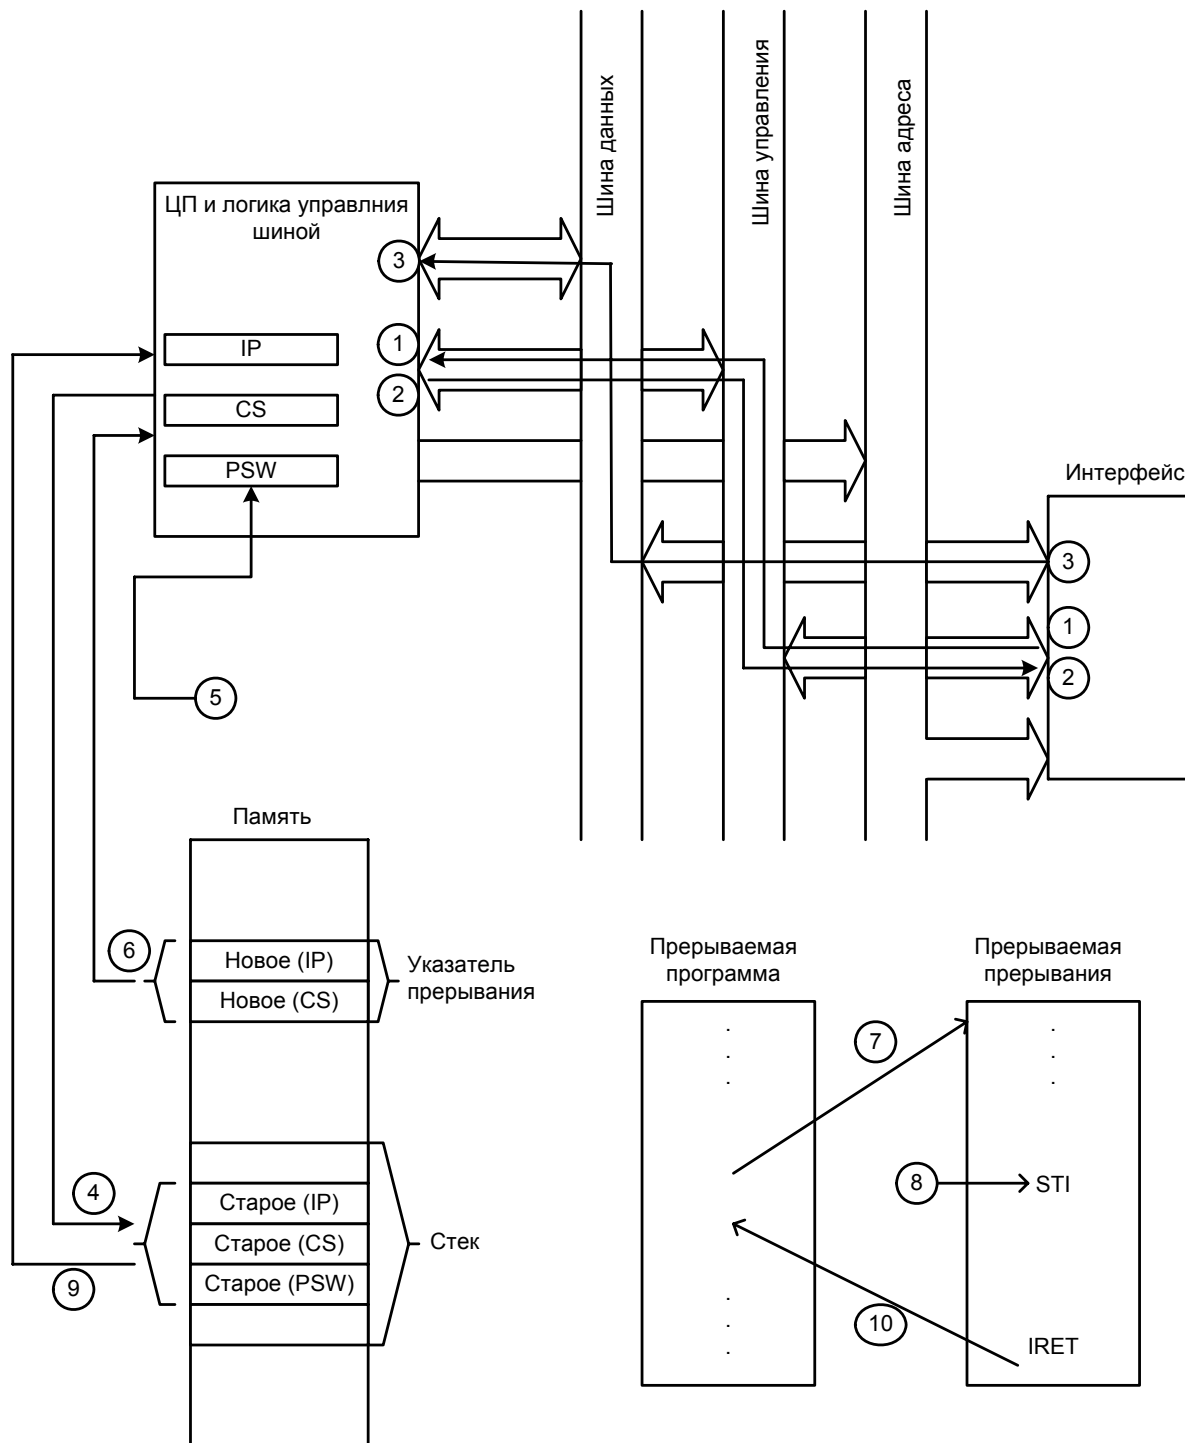 Шина данных
Шина управления
Шина адреса
ЦП и логика управлния
шиной
3
1
2
IP
CS
PSW
Интерфейс
3
1
2
5
Память
6
Новое (IP)
Новое (CS)
Указатель
прерывания
4
Старое (IP)
Старое (CS)
Старое (PSW)
Стек
9
Прерываемая
программа
Прерываемая
прерывания
.
.
.
.
.
.
7
8
STI
.
.
.
10
IRET